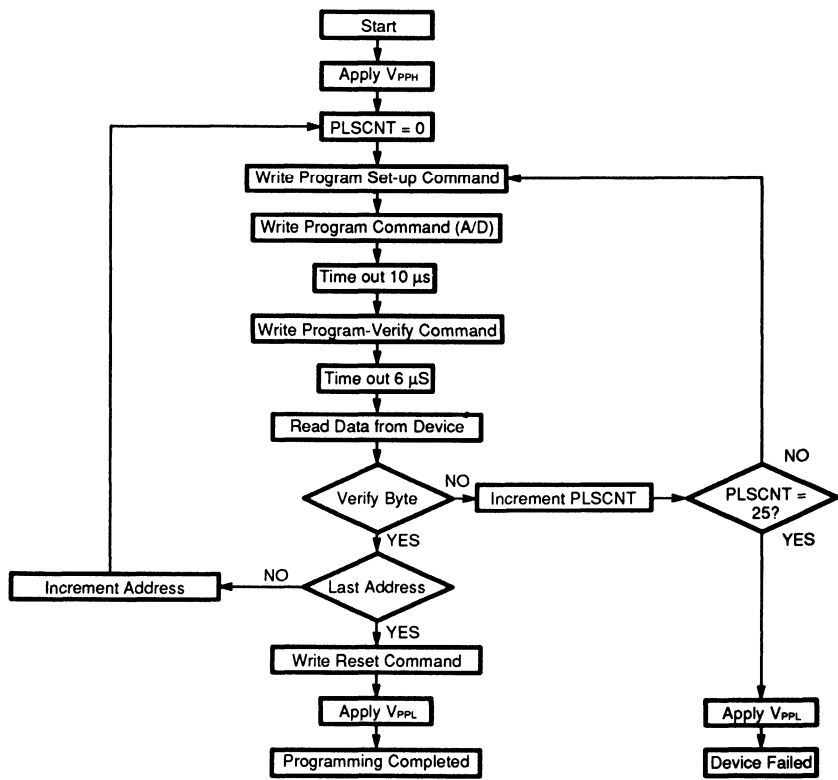 Start
Apply VPPH
PLSCNT = 0
Write Program Set-up Command
Write Program Command (A/D)
Time out 10 µs
Write Program-Verify Command
Time out 6 µS
Read Data from Device
Verify Byte
NO
Increment PLSCNT
PLSCNT =
25?
NO
YES
YES
Last Address
NO
Increment Address
YES
Write Reset Command
Apply VPPL
Programming Completed
Apply VPPL
Device Failed